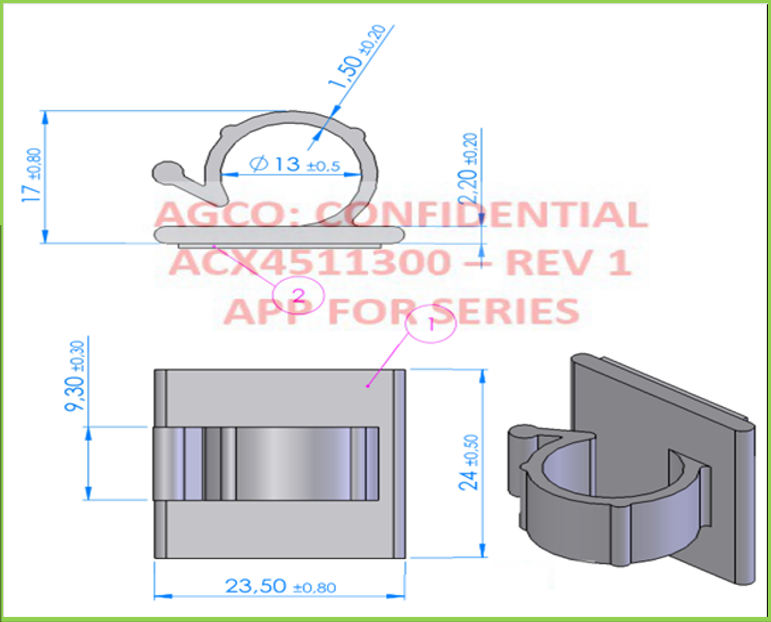 1,50 ±0,20
17 ±0,80
Ø 13 ±0,5
2,20 ±0,20
AGCO: CONFIDENTIAL
ACX4511300 – REV 1
2
APP FOR SERIES
1
9,30 ±0,30
24 ±0,50
23,50 ±0,80